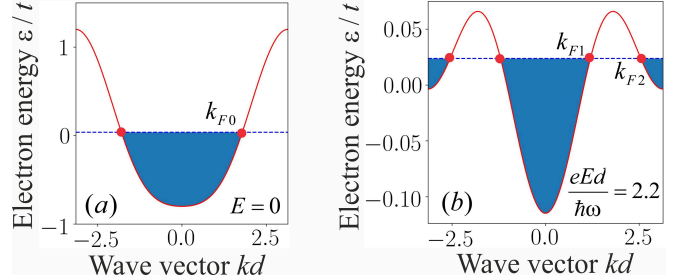 Electron energy ε / t
1
0
−1
−2.5
0.0
2.5
Wave vector kd
k_{F0}
(a)
E = 0
Electron energy ε / t
0.05
0.00
−0.05
−0.10
−2.5
0.0
2.5
Wave vector kd
k_{F1}
k_{F2}
(b)
eEd
ħω
= 2.2